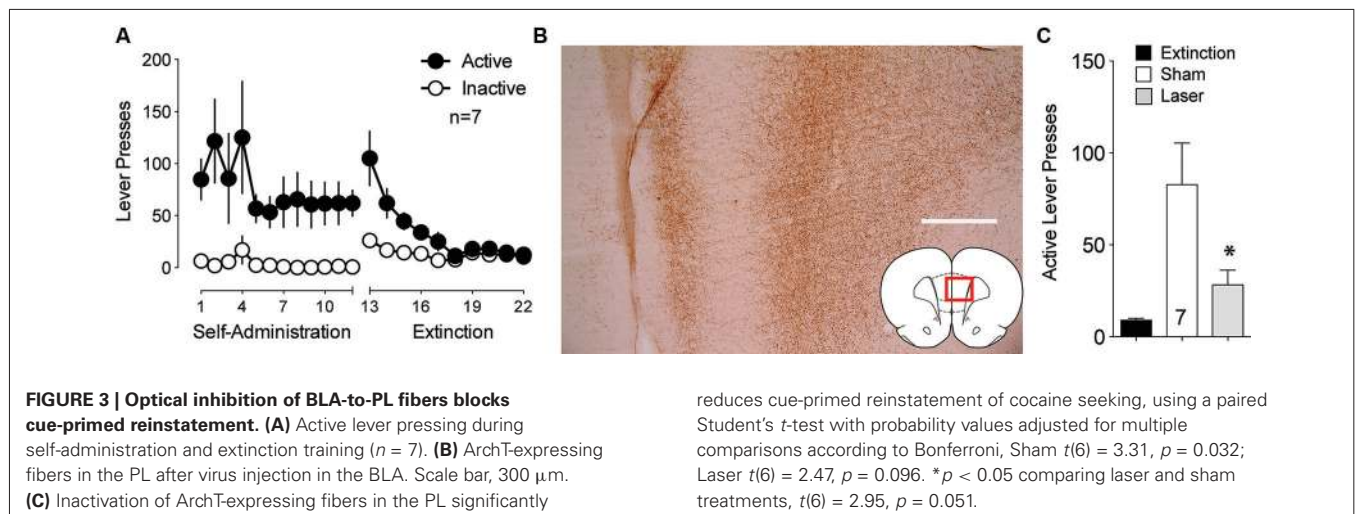 A
200
150
100
50
0
Lever Presses
Active
Inactive
n=7
1
4
7
10
13
16
19
22
Self-Administration
Extinction
B
C
Extinction
Sham
Laser
150
100
50
0
Active Lever Presses
7
*
FIGURE 3 | Optical inhibition of BLA-to-PL fibers blocks
cue-primed reinstatement. (A) Active lever pressing during
self-administration and extinction training (n = 7). (B) ArchT-expressing
fibers in the PL after virus injection in the BLA. Scale bar, 300 μm.
(C) Inactivation of ArchT-expressing fibers in the PL significantly
reduces cue-primed reinstatement of cocaine seeking, using a paired
Student's t-test with probability values adjusted for multiple
comparisons according to Bonferroni, Sham t(6) = 3.31, p = 0.032;
Laser t(6) = 2.47, p = 0.096. *p < 0.05 comparing laser and sham
treatments, t(6) = 2.95, p = 0.051.